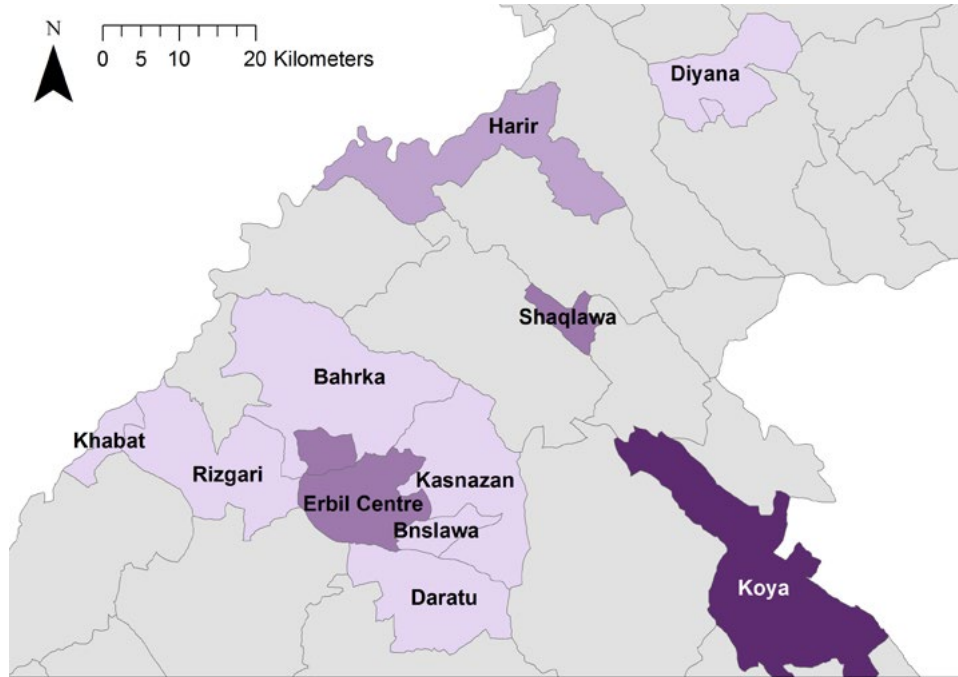 N
0 5 10 20 Kilometers
Diyana
Harir
Shaqlawa
Bahrka
Khabat
Rizgari
Kasnazan
Erbil Centre
Bnslawa
Daratu
Koya